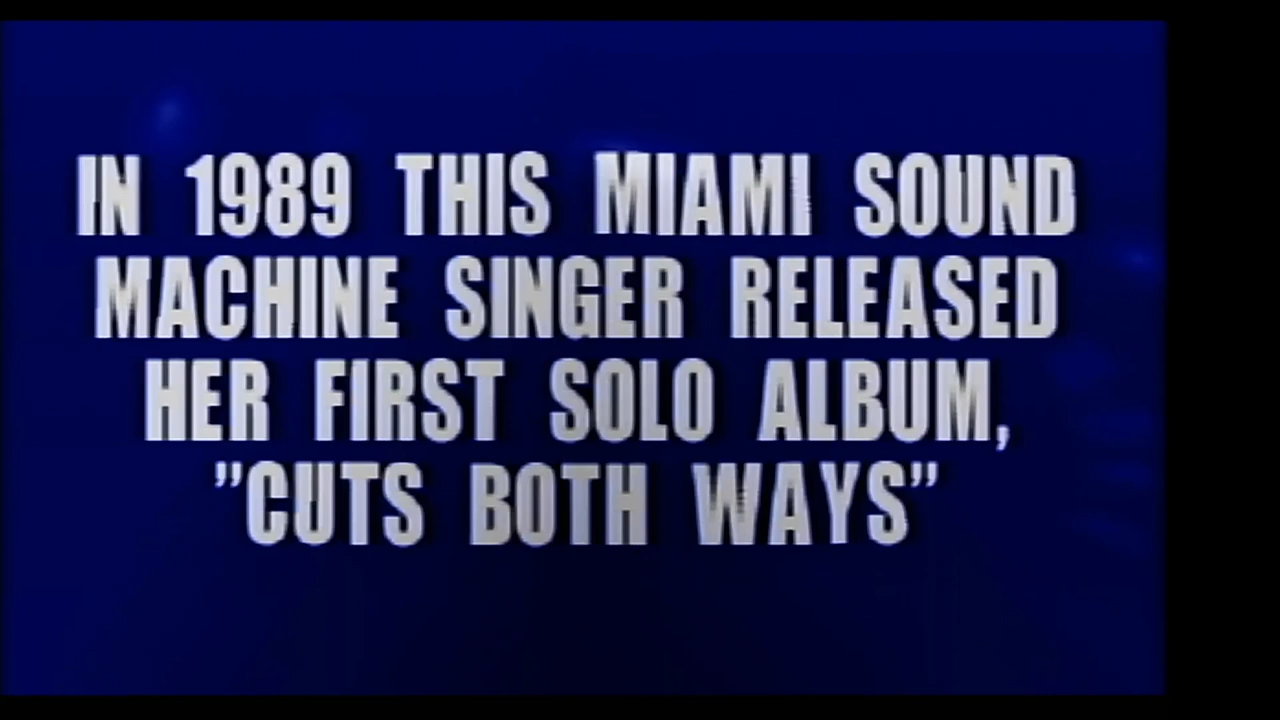 IN 1989 THIS MIAMI SOUND
MACHINE SINGER RELEASED
HER FIRST SOLO ALBUM,
"CUTS BOTH WAYS"